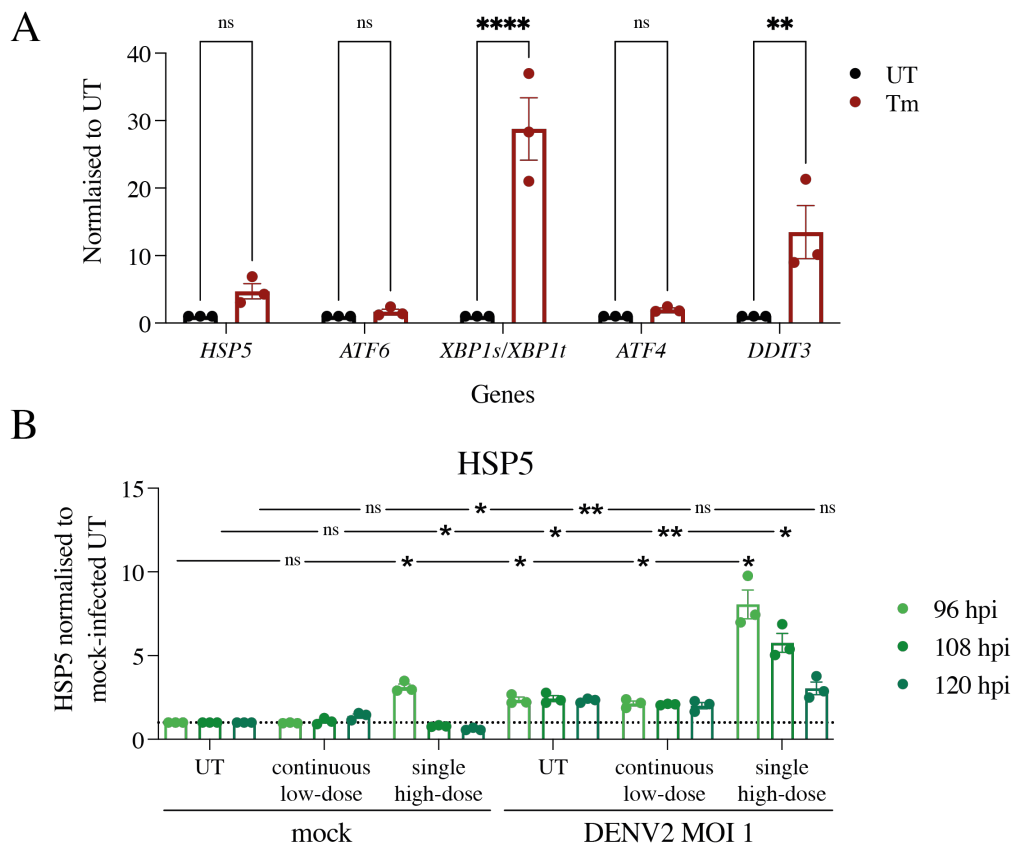 A
ns
ns
****
ns
**
40
30
20
10
0
Normlaised to UT
UT
Tm
HSP5
ATF6
XBP1s/XBP1t
ATF4
DDIT3
Genes
B
HSP5
15
10
5
0
HSP5 normalised to
mock-infected UT
ns * ** ns ns
ns * * ** *
ns * * * *
96 hpi
108 hpi
120 hpi
UT
continuous
low-dose
single
high-dose
UT
continuous
low-dose
single
high-dose
mock
DENV2 MOI 1